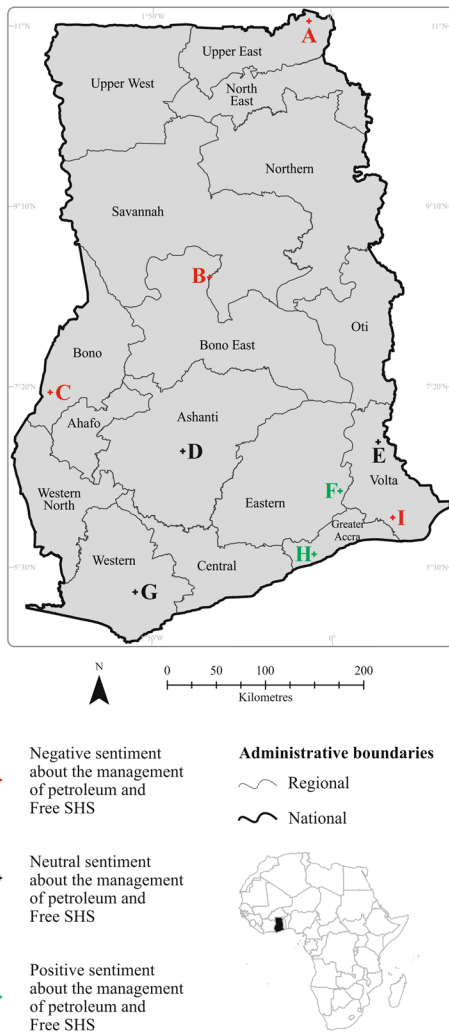 1°50'W
0°
11°N
11°N
A
Upper East
Upper West
North
East
Northern
9°10'N
9°10'N
Savannah
B
Oti
Bono East
Bono
7°20'N
7°20'N
C
Ashanti
Ahafo
D
E
Volta
F
Western
North
Eastern
I
Greater
Accra
H
Western
Central
5°30'N
5°30'N
G
0°
N
0 50 100 200
Kilometres
Negative sentiment
about the management
of petroleum and
Free SHS
Neutral sentiment
about the management
of petroleum and
Free SHS
Positive sentiment
about the management
of petroleum and
Free SHS
Administrative boundaries
Regional
National